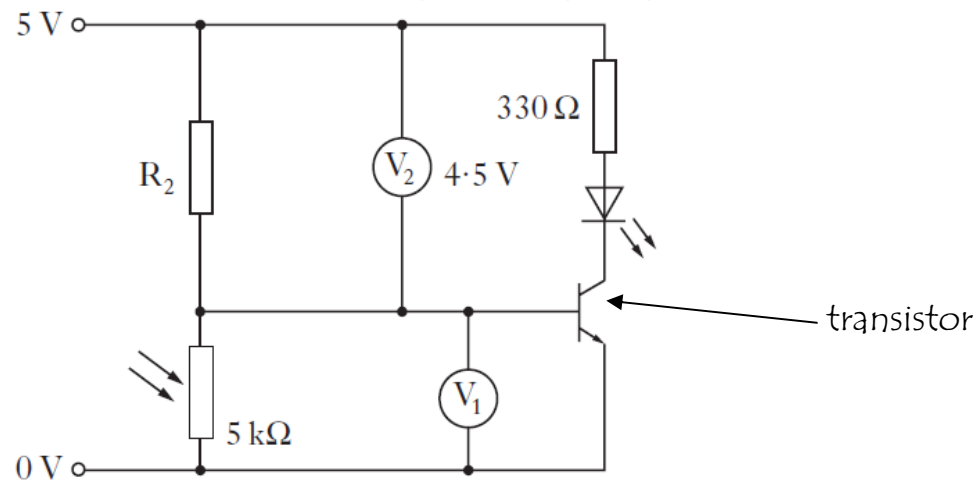 5 V
330 Ω
R₂
V₂
4·5 V
transistor
V₁
5 kΩ
0 V